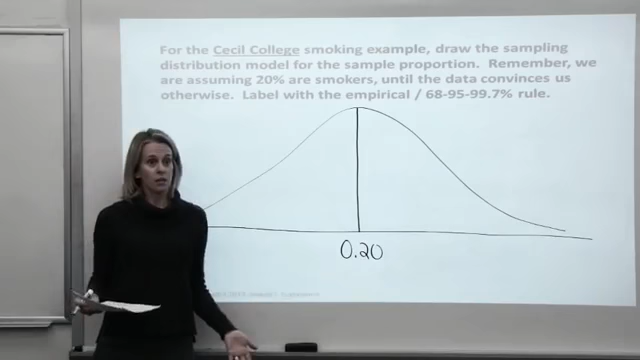 For the Cecil College smoking example, draw the sampling
distribution model for the sample proportion. Remember, we
are assuming 20% are smokers, until the data convinces us
otherwise. Label with the empirical / 68-95-99.7% rule.
0.20